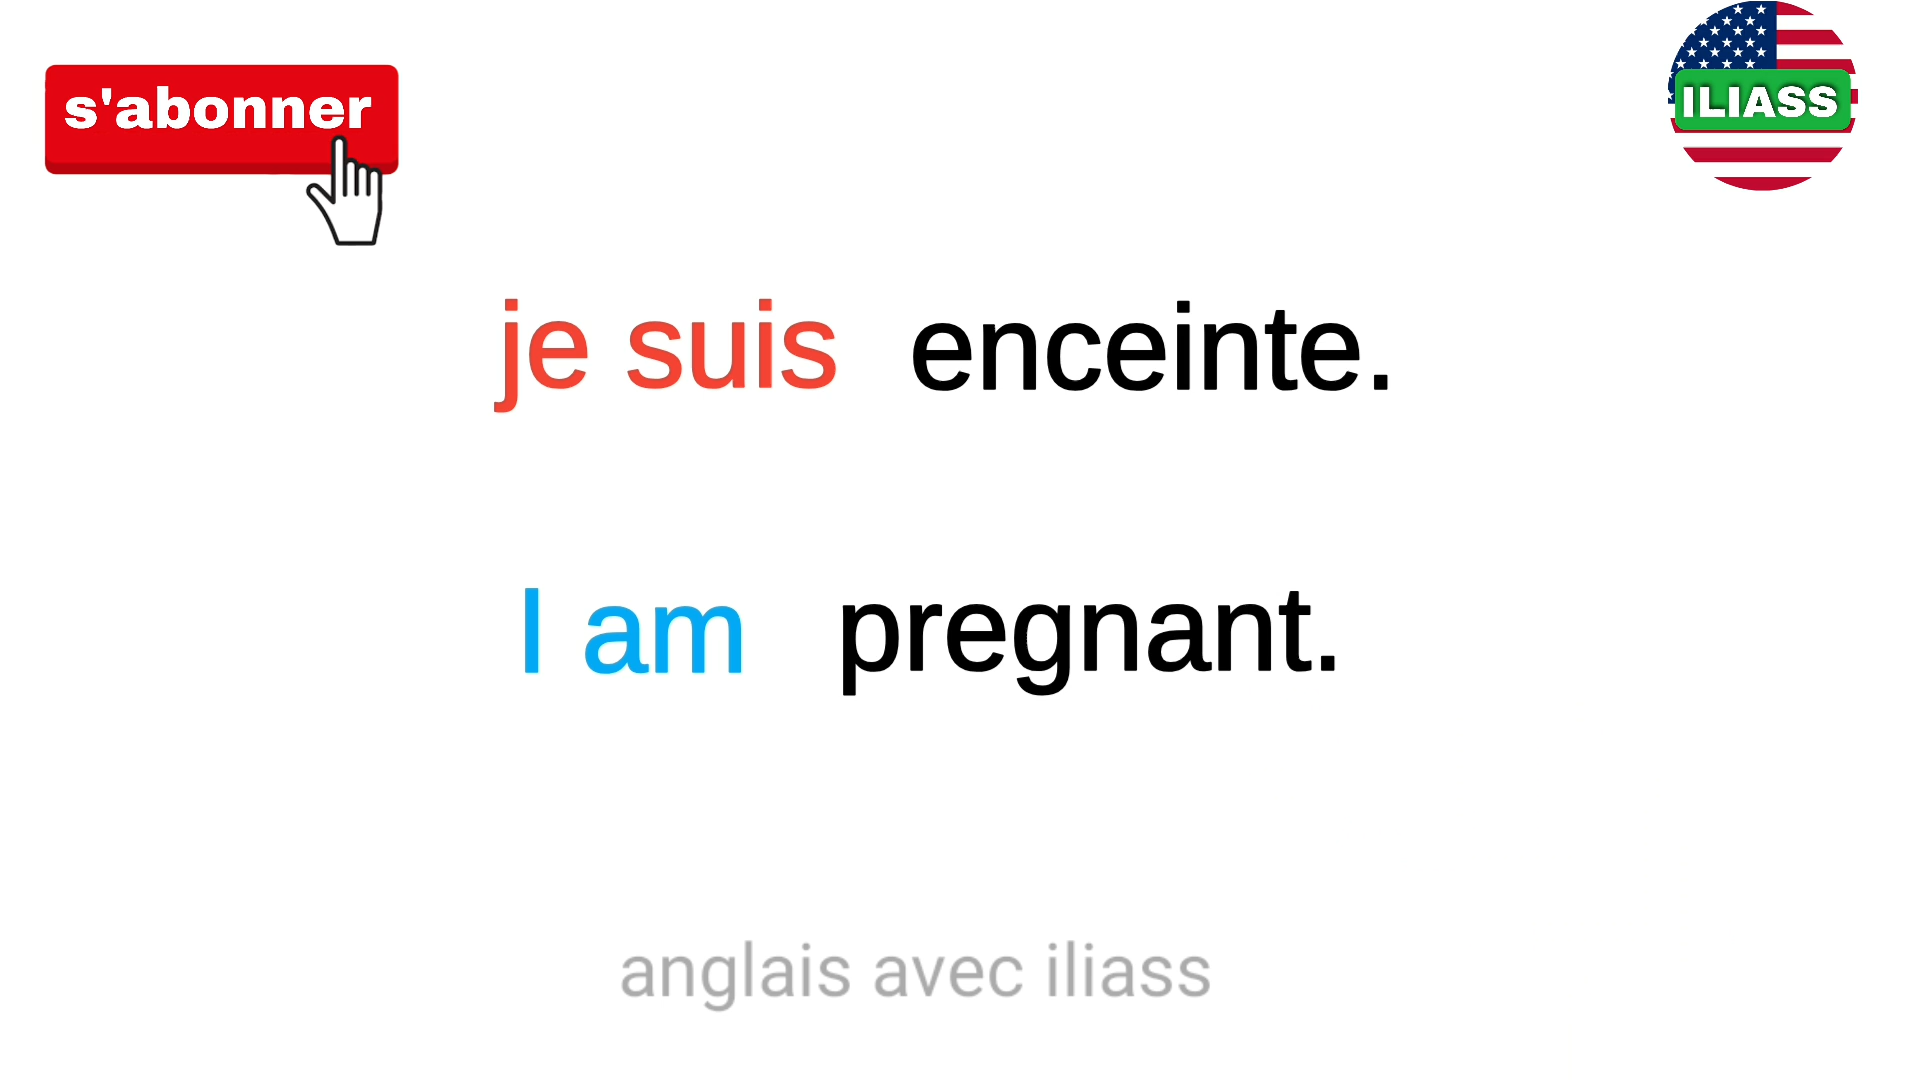 s'abonner
ILIASS
je suis enceinte.
I am pregnant.
anglais avec iliass